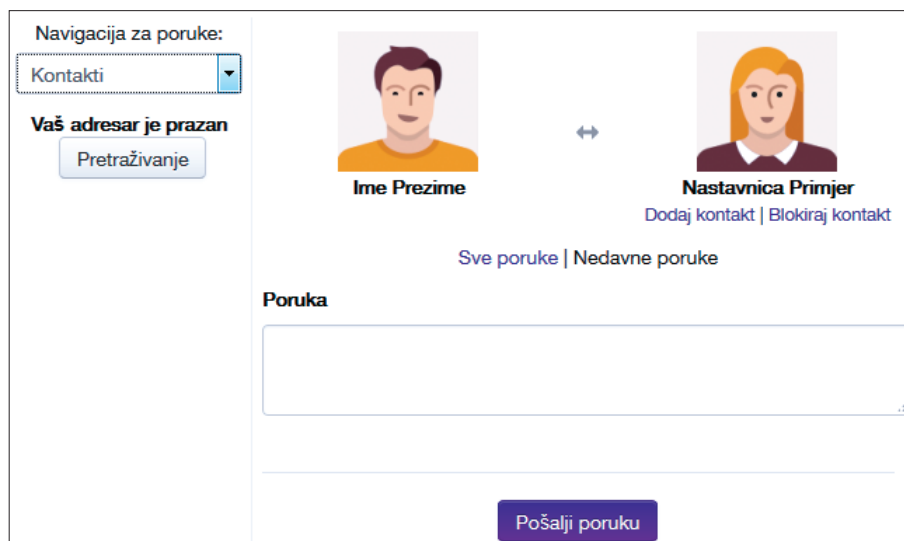 Navigacija za poruke:
Kontakti
Vaš adresar je prazan
Pretraživanje
Ime Prezime
Nastavnica Primjer
Dodaj kontakt | Blokiraj kontakt
Sve poruke | Nedavne poruke
Poruka
Pošalji poruku